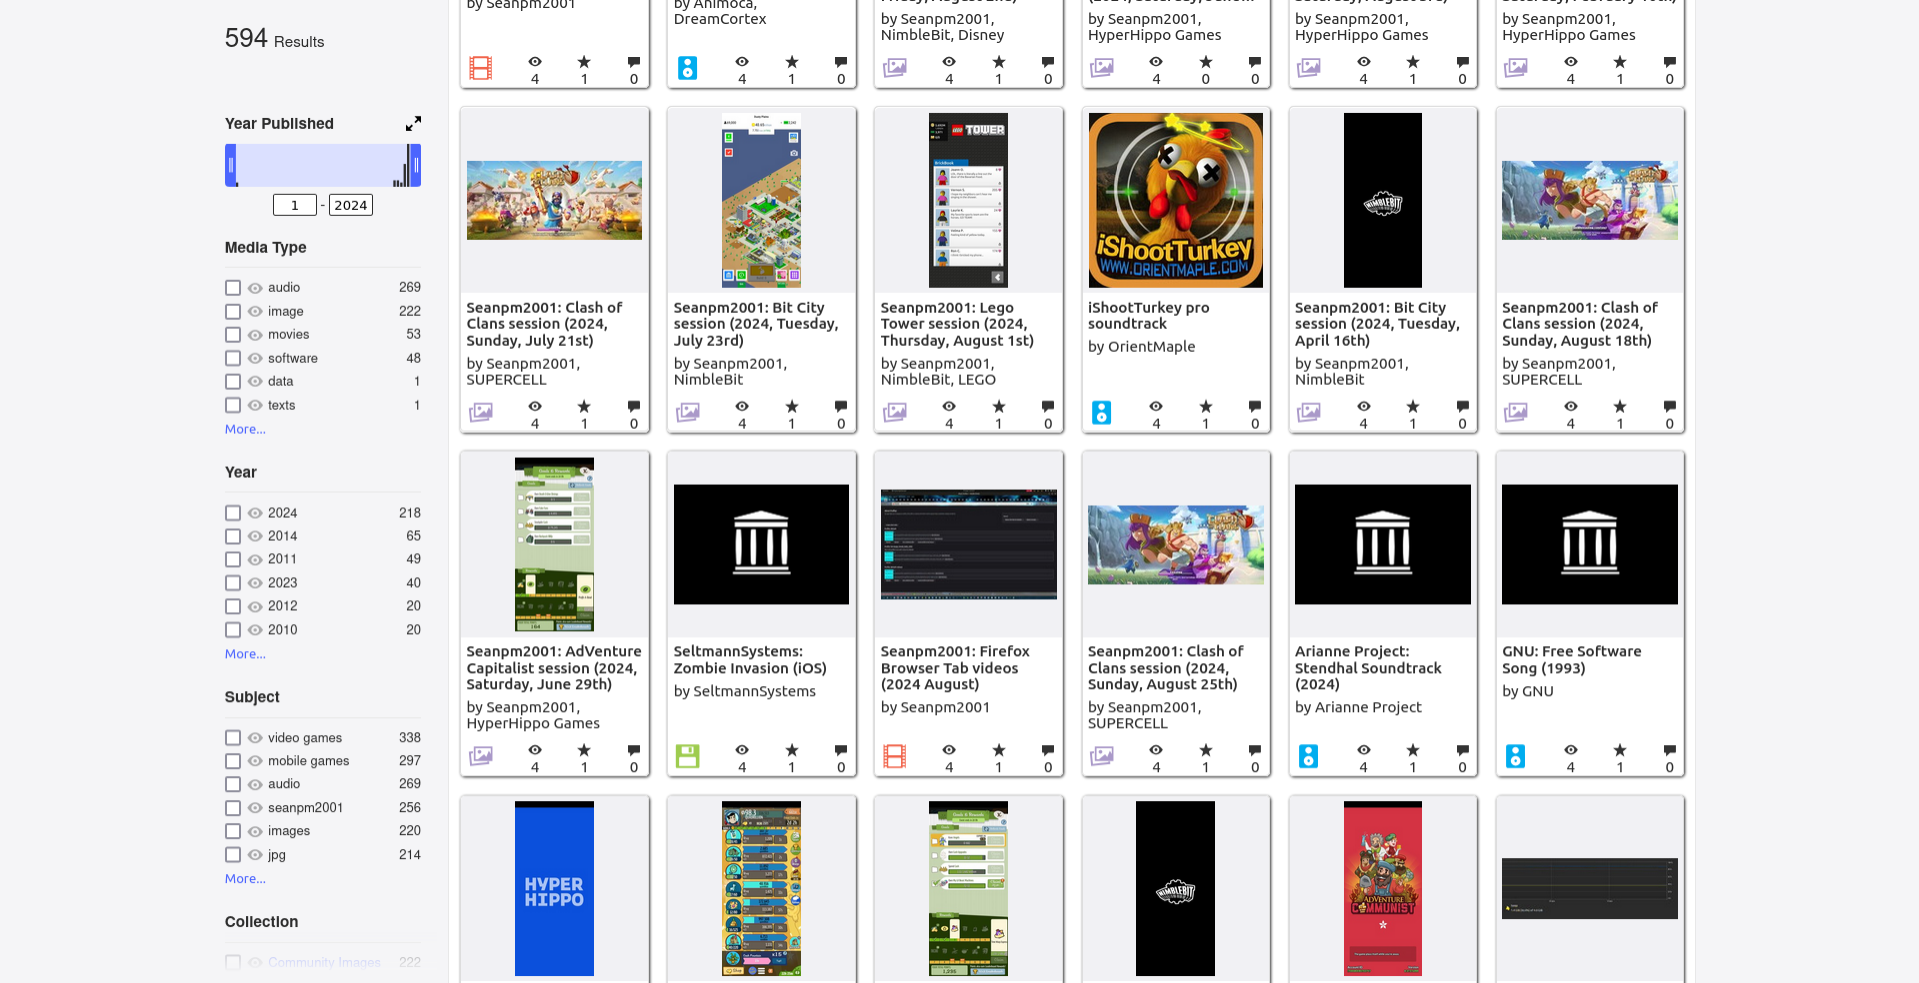 594 Results
Year Published
1 - 2024
Media Type
audio 269
image 222
movies 53
software 48
data 1
texts 1
More...
Year
2024 218
2014 65
2011 49
2023 40
2012 20
2010 20
More...
Subject
video games 338
mobile games 297
audio 269
seanpm2001 256
images 220
jpg 214
More...
Collection
Community Images 222
by Seanpm2001
4 1 0
by Animoca,
DreamCortex
4 1 0
by Seanpm2001,
NimbleBit, Disney
4 1 0
by Seanpm2001,
HyperHippo Games
4 0 0
by Seanpm2001,
HyperHippo Games
4 1 0
by Seanpm2001,
HyperHippo Games
4 1 0
Seanpm2001: Clash of
Clans session (2024,
Sunday, July 21st)
by Seanpm2001,
SUPERCELL
4 1 0
Seanpm2001: Bit City
session (2024, Tuesday,
July 23rd)
by Seanpm2001,
NimbleBit
4 1 0
LEGO TOWER
Seanpm2001: Lego
Tower session (2024,
Thursday, August 1st)
by Seanpm2001,
NimbleBit, LEGO
4 1 0
iShootTurkey
WWW.ORIENTMAPLE.COM
iShootTurkey pro
soundtrack
by OrientMaple
4 1 0
NIMBLEBIT
Seanpm2001: Bit City
session (2024, Tuesday,
April 16th)
by Seanpm2001,
NimbleBit
4 1 0
Seanpm2001: Clash of
Clans session (2024,
Sunday, August 18th)
by Seanpm2001,
SUPERCELL
4 1 0
Seanpm2001: AdVenture
Capitalist session (2024,
Saturday, June 29th)
by Seanpm2001,
HyperHippo Games
4 1 0
SeltmannSystems:
Zombie Invasion (iOS)
by SeltmannSystems
4 1 0
Seanpm2001: Firefox
Browser Tab videos
(2024 August)
by Seanpm2001
4 1 0
Seanpm2001: Clash of
Clans session (2024,
Sunday, August 25th)
by Seanpm2001,
SUPERCELL
4 1 0
Arianne Project:
Stendhal Soundtrack
(2024)
by Arianne Project
4 1 0
GNU: Free Software
Song (1993)
by GNU
4 1 0
HYPER
HIPPO
NIMBLEBIT
ADVENTURE
COMMUNIST